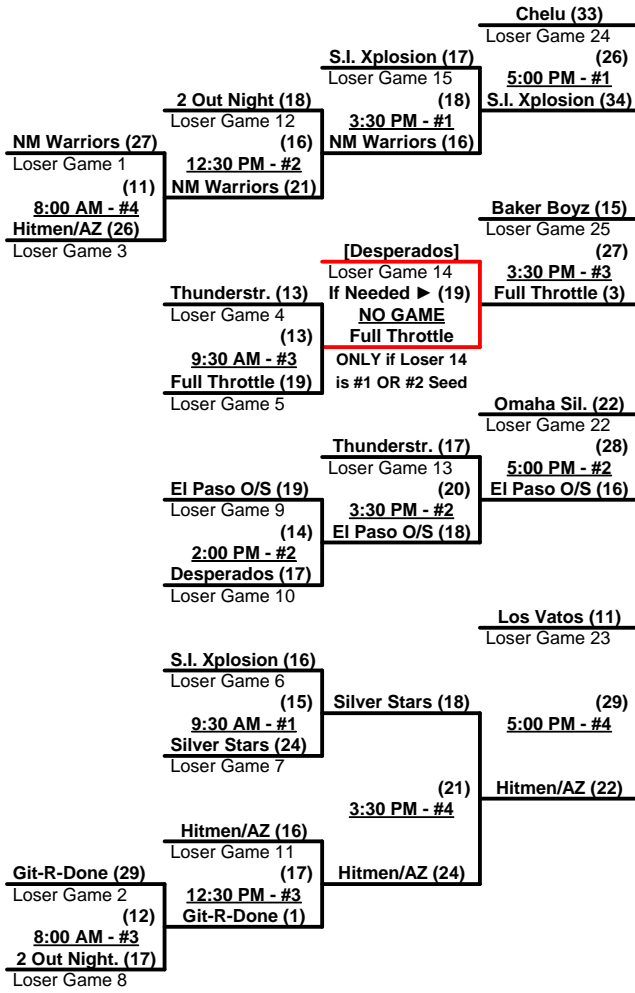 Chelu (33)
Loser Game 24
(26)
5:00 PM - #1
S.I. Xplosion (34)
S.I. Xplosion (17)
Loser Game 15
(18)
3:30 PM - #1
NM Warriors (16)
2 Out Night (18)
Loser Game 12
(16)
12:30 PM - #2
NM Warriors (21)
NM Warriors (27)
Loser Game 1
(11)
8:00 AM - #4
Hitmen/AZ (26)
Loser Game 3
Baker Boyz (15)
Loser Game 25
(27)
3:30 PM - #3
Full Throttle (3)
[Desperados]
Loser Game 14
If Needed ► (19)
NO GAME
Full Throttle
ONLY if Loser 14
is #1 OR #2 Seed
Thunderstr. (13)
Loser Game 4
(13)
9:30 AM - #3
Full Throttle (19)
Loser Game 5
Omaha Sil. (22)
Loser Game 22
(28)
5:00 PM - #2
El Paso O/S (16)
Thunderstr. (17)
Loser Game 13
(20)
3:30 PM - #2
El Paso O/S (18)
El Paso O/S (19)
Loser Game 9
(14)
2:00 PM - #2
Desperados (17)
Loser Game 10
Los Vatos (11)
Loser Game 23
(29)
5:00 PM - #4
Hitmen/AZ (22)
S.I. Xplosion (16)
Loser Game 6
(15)
9:30 AM - #1
Silver Stars (24)
Loser Game 7
Silver Stars (18)
(21)
3:30 PM - #4
Hitmen/AZ (24)
Hitmen/AZ (16)
Loser Game 11
(17)
12:30 PM - #3
Git-R-Done (1)
Git-R-Done (29)
Loser Game 2
(12)
8:00 AM - #3
2 Out Night. (17)
Loser Game 8